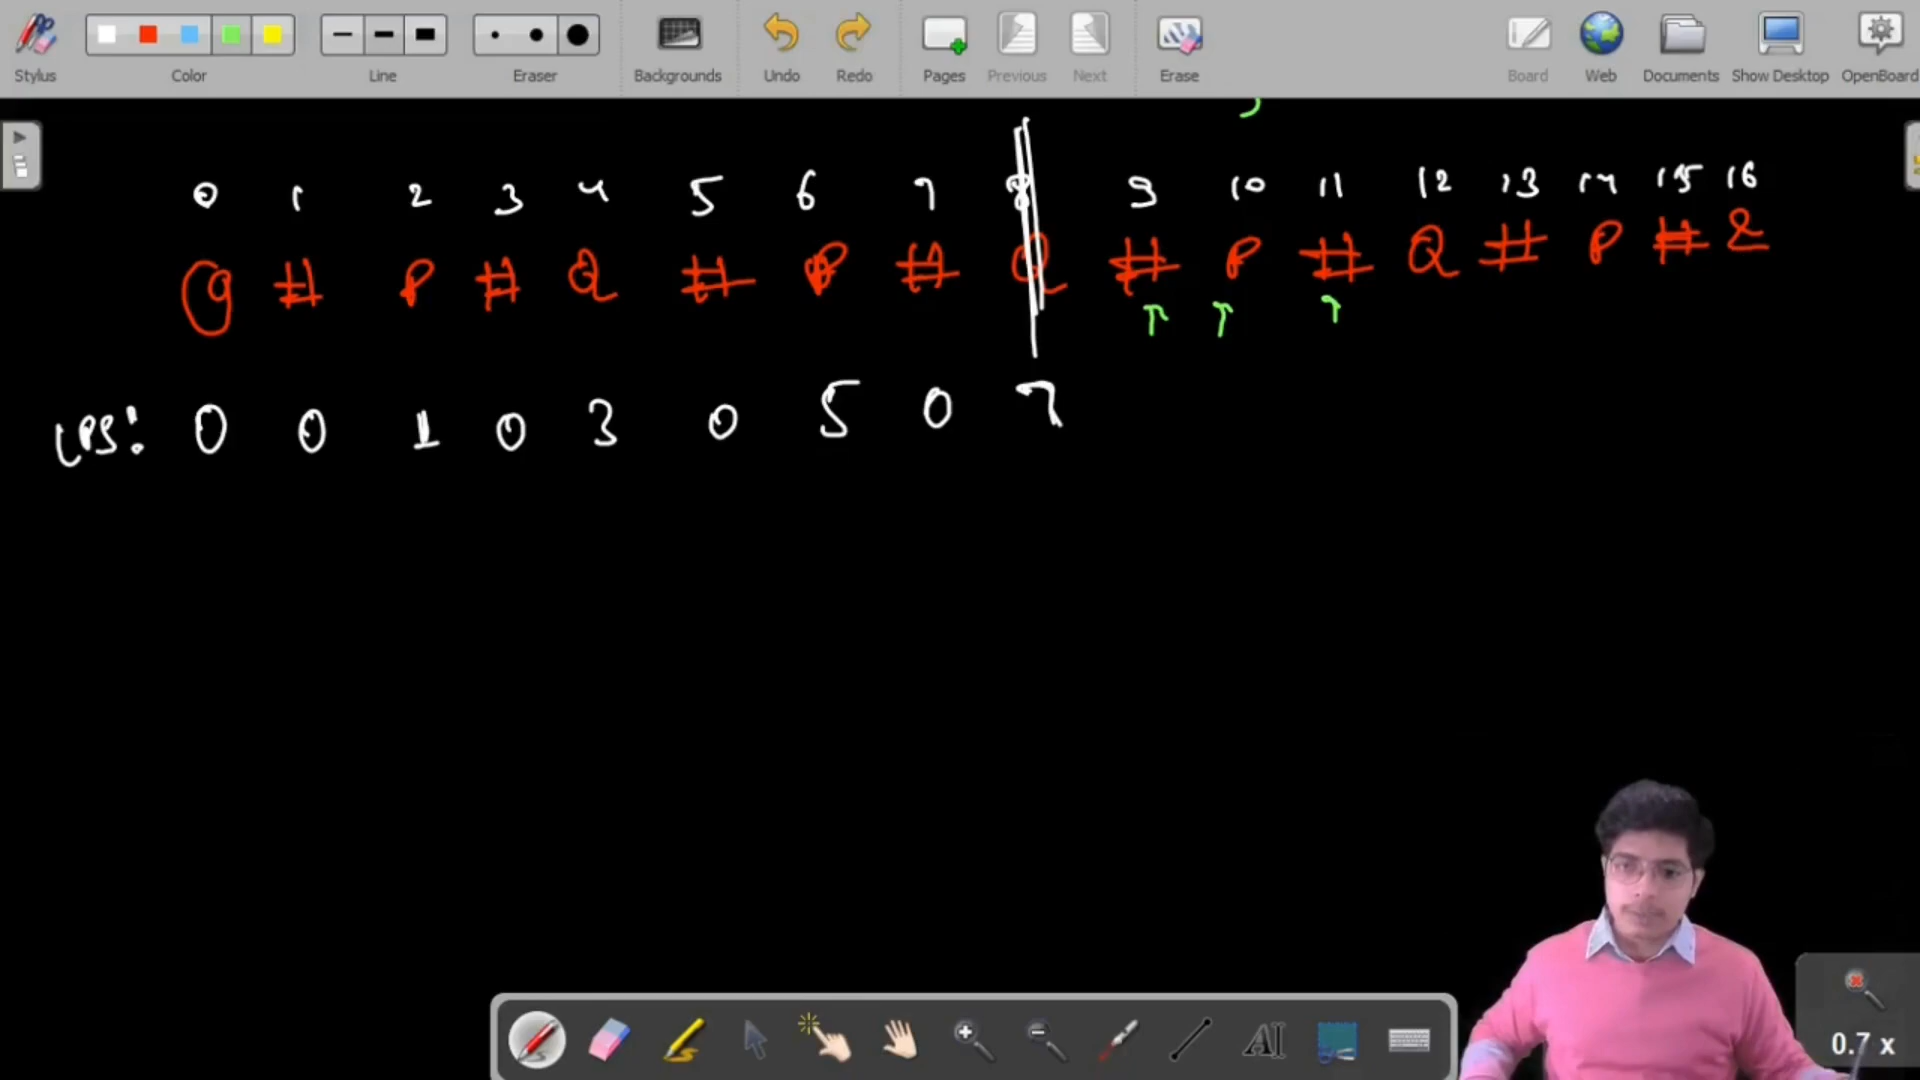 Stylus Color Line Eraser Backgrounds Undo Redo Pages Previous Next Erase Board Web Documents Show Desktop OpenBoard
0 1 2 3 4 5 6 7 8 9 10 11 12 13 14 15 16
Q # P # Q # P # Q # P # Q # P # Q
LPS: 0 0 1 0 3 0 5 0 7
AI
0.7 x